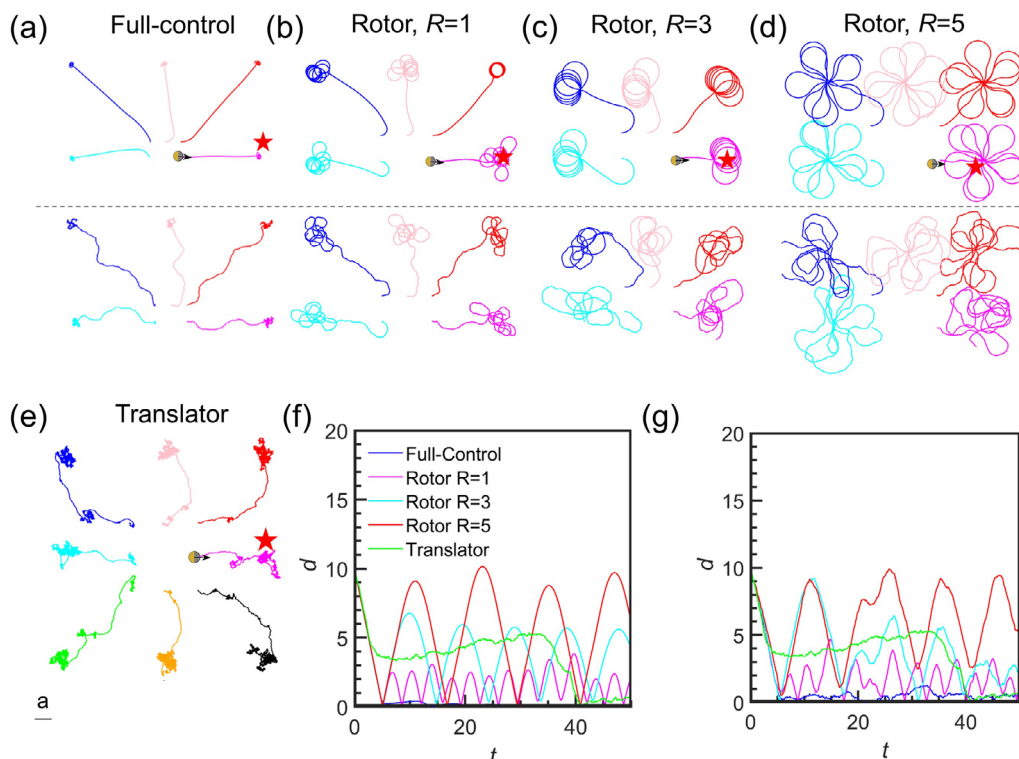 (a) Full-control
(b) Rotor, R=1
(c) Rotor, R=3
(d) Rotor, R=5
(e) Translator
a
(f)
20
15
10
5
0
d
Full-Control
Rotor R=1
Rotor R=3
Rotor R=5
Translator
0 20 40
t
(g)
20
15
10
5
0
d
0 20 40
t